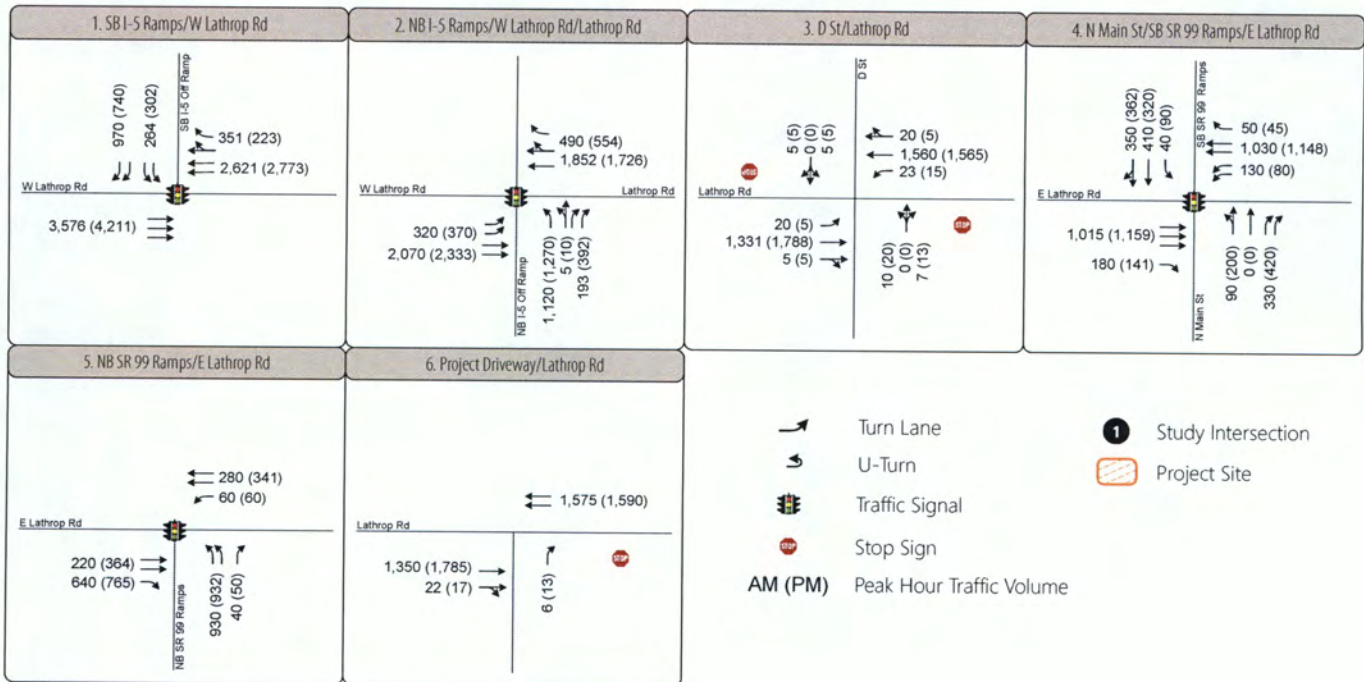 1. SB I-5 Ramps/W Lathrop Rd
970 (740)
264 (302)
SB I-5 Off Ramp
351 (223)
2,621 (2,773)
W Lathrop Rd
3,576 (4,211)
2. NB I-5 Ramps/W Lathrop Rd/Lathrop Rd
490 (554)
1,852 (1,726)
W Lathrop Rd
Lathrop Rd
320 (370)
2,070 (2,333)
NB I-5 Off Ramp
1,120 (1,270)
5 (10)
193 (392)
3. D St/Lathrop Rd
D St
5 (5)
0 (0)
5 (5)
20 (5)
1,560 (1,565)
23 (15)
STOP
Lathrop Rd
20 (5)
1,331 (1,788)
5 (5)
10 (20)
0 (0)
7 (13)
STOP
4. N Main St/SB SR 99 Ramps/E Lathrop Rd
350 (362)
410 (320)
40 (90)
SB SR 99 Ramps
50 (45)
1,030 (1,148)
130 (80)
E Lathrop Rd
1,015 (1,159)
180 (141)
N Main St
90 (200)
0 (0)
330 (420)
5. NB SR 99 Ramps/E Lathrop Rd
280 (341)
60 (60)
E Lathrop Rd
220 (364)
640 (765)
NB SR 99 Ramps
930 (932)
40 (50)
6. Project Driveway/Lathrop Rd
1,575 (1,590)
Lathrop Rd
1,350 (1,785)
22 (17)
6 (13)
STOP
Turn Lane
U-Turn
Traffic Signal
STOP
Stop Sign
AM (PM) Peak Hour Traffic Volume
1 Study Intersection
Project Site